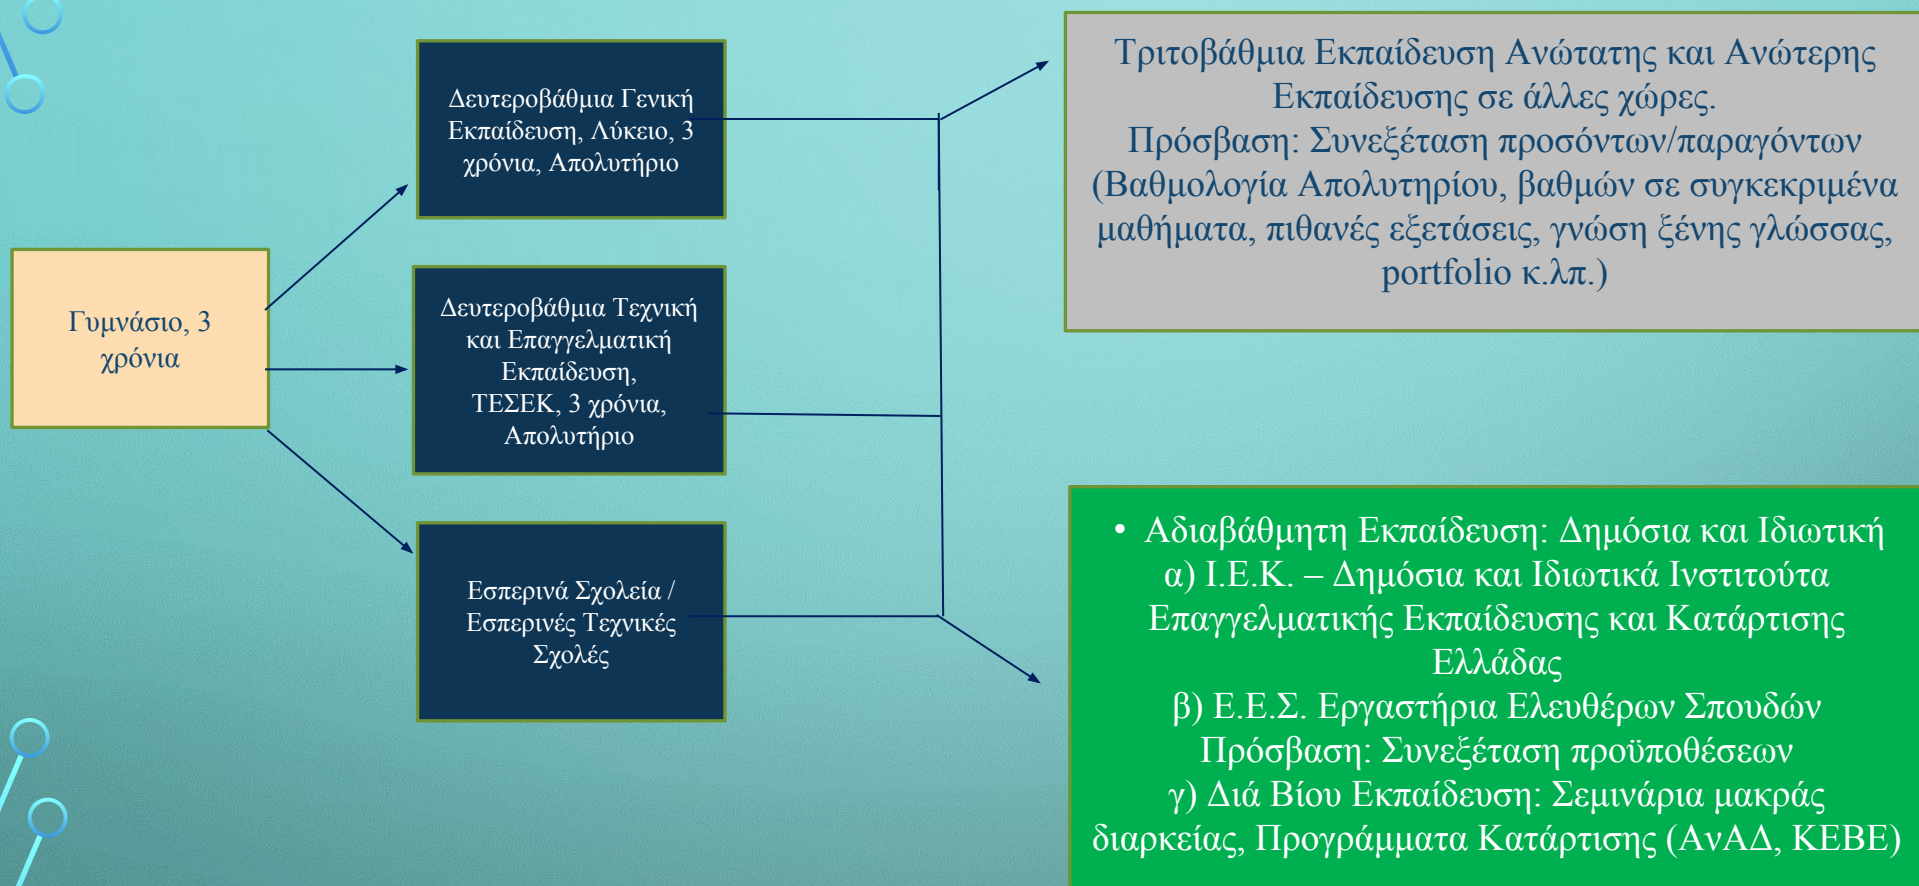 Γυμνάσιο, 3
χρόνια
Δευτεροβάθμια Γενική
Εκπαίδευση, Λύκειο, 3
χρόνια, Απολυτήριο
Δευτεροβάθμια Τεχνική
και Επαγγελματική
Εκπαίδευση,
ΤΕΣΕΚ, 3 χρόνια,
Απολυτήριο
Εσπερινά Σχολεία /
Εσπερινές Τεχνικές
Σχολές
Τριτοβάθμια Εκπαίδευση Ανώτατης και Ανώτερης
Εκπαίδευσης σε άλλες χώρες.
Πρόσβαση: Συνεξέταση προσόντων/παραγόντων
(Βαθμολογία Απολυτηρίου, βαθμών σε συγκεκριμένα
μαθήματα, πιθανές εξετάσεις, γνώση ξένης γλώσσας,
portfolio κ.λπ.)
• Αδιαβάθμητη Εκπαίδευση: Δημόσια και Ιδιωτική
α) Ι.Ε.Κ. – Δημόσια και Ιδιωτικά Ινστιτούτα
Επαγγελματικής Εκπαίδευσης και Κατάρτισης
Ελλάδας
β) Ε.Ε.Σ. Εργαστήρια Ελευθέρων Σπουδών
Πρόσβαση: Συνεξέταση προϋποθέσεων
γ) Διά Βίου Εκπαίδευση: Σεμινάρια μακράς
διαρκείας, Προγράμματα Κατάρτισης (ΑνΑΔ, ΚΕΒΕ)